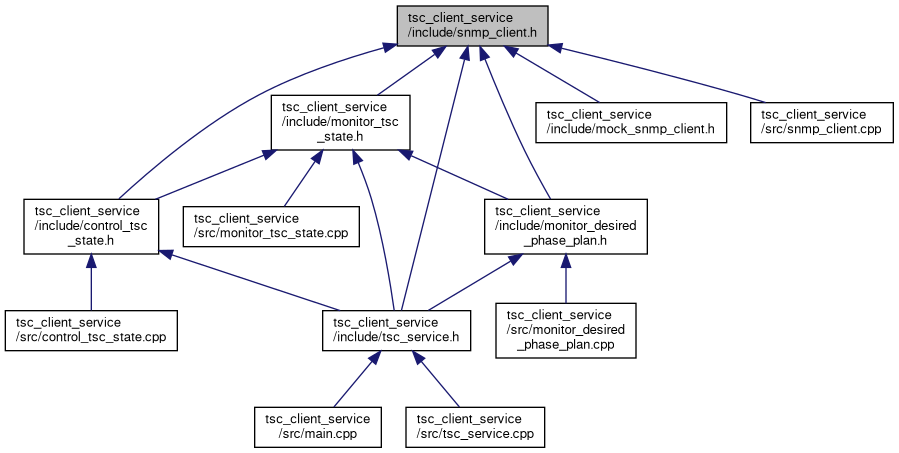 tsc_client_service
/include/snmp_client.h
tsc_client_service
/include/monitor_tsc
_state.h
tsc_client_service
/include/mock_snmp_client.h
tsc_client_service
/src/snmp_client.cpp
tsc_client_service
/include/control_tsc
_state.h
tsc_client_service
/src/monitor_tsc_state.cpp
tsc_client_service
/include/monitor_desired
_phase_plan.h
tsc_client_service
/src/control_tsc_state.cpp
tsc_client_service
/include/tsc_service.h
tsc_client_service
/src/monitor_desired
_phase_plan.cpp
tsc_client_service
/src/main.cpp
tsc_client_service
/src/tsc_service.cpp